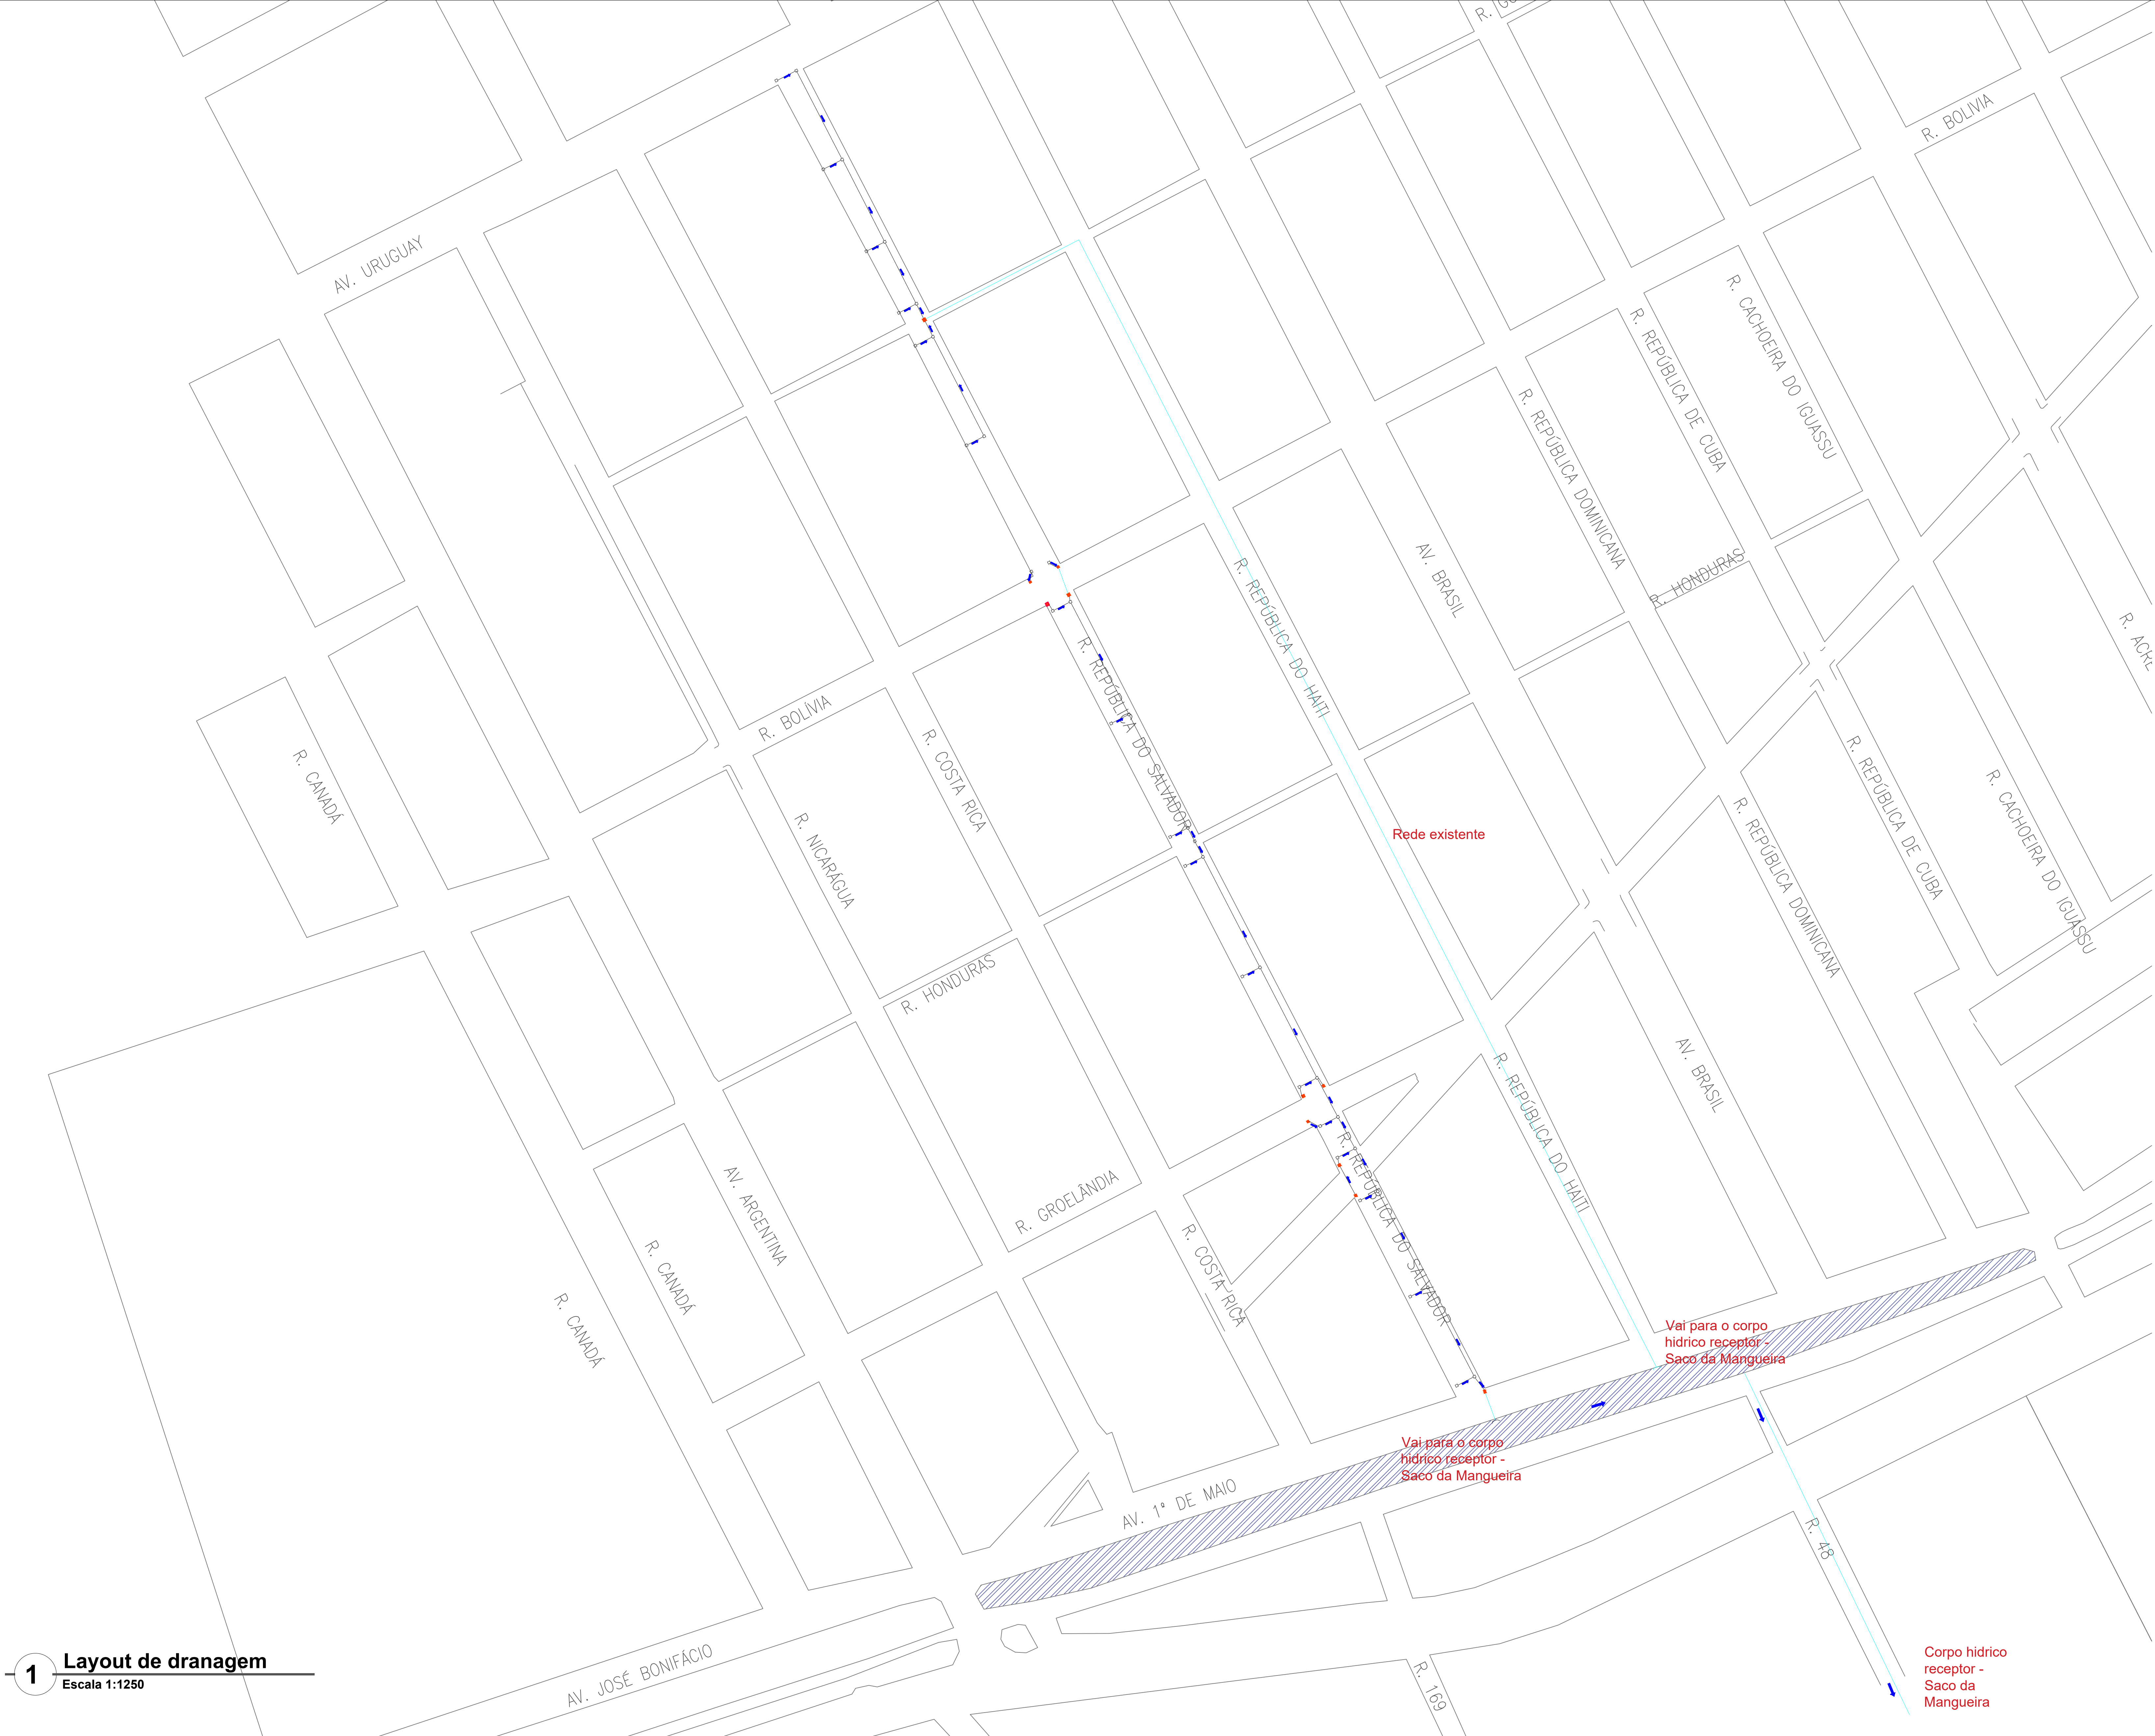 R. BOLIVIA
AV. URUGUAY
R. CACHOEIRA DO IGUASSU
R. REPÚBLICA DE CUBA
R. REPÚBLICA DOMINICANA
AV. BRASIL
R. HONDURAS
R. REPÚBLICA DO HAITI
R. ACRE
R. REPÚBLICA DO SALVADOR
R. BOLÍVIA
R. COSTA RICA
R. CANADÁ
R. NICARÁGUA
Rede existente
R. REPÚBLICA DE CUBA
R. CACHOEIRA DO IGUASSU
R. REPÚBLICA DOMINICANA
R. HONDURAS
AV. BRASIL
R. REPÚBLICA DO HAITI
R. REPÚBLICA DO SALVADOR
AV. ARGENTINA
R. GROELÂNDIA
R. COSTA RICA
R. CANADÁ
R. CANADÁ
Vai para o corpo
hidrico receptor -
Saco da Mangueira
Vai para o corpo
hidrico receptor -
Saco da Mangueira
AV. 1º DE MAIO
R. 48
AV. JOSÉ BONIFÁCIO
R. 169
Corpo hidrico
receptor -
Saco da
Mangueira
1
Layout de dranagem
Escala 1:1250